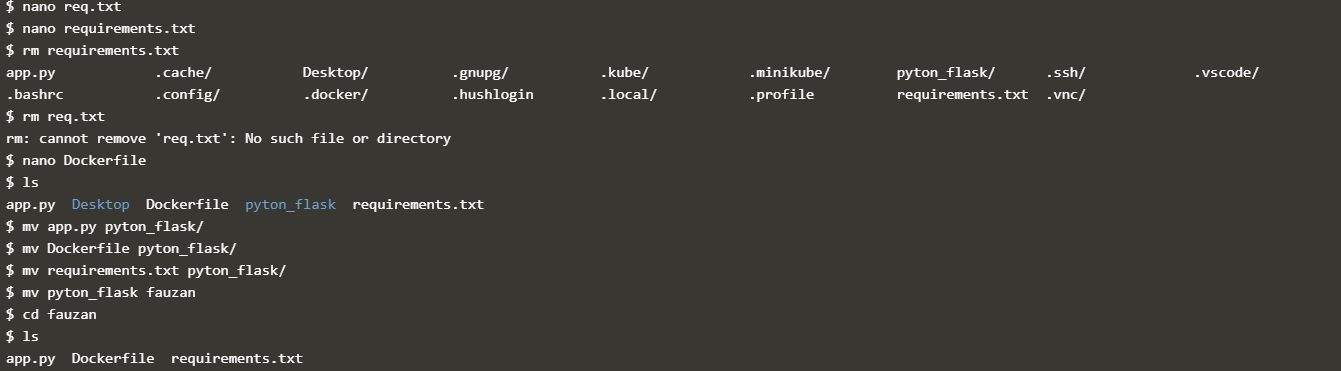 $ nano req.txt
$ nano requirements.txt
$ rm requirements.txt
app.py .cache/ Desktop/ .gnupg/ .kube/ .minikube/ pyton_flask/ .ssh/ .vscode/
.bashrc .config/ .docker/ .hushlogin .local/ .profile requirements.txt .vnc/
$ rm req.txt
rm: cannot remove 'req.txt': No such file or directory
$ nano Dockerfile
$ ls
app.py Desktop Dockerfile pyton_flask requirements.txt
$ mv app.py pyton_flask/
$ mv Dockerfile pyton_flask/
$ mv requirements.txt pyton_flask/
$ mv pyton_flask fauzan
$ cd fauzan
$ ls
app.py Dockerfile requirements.txt